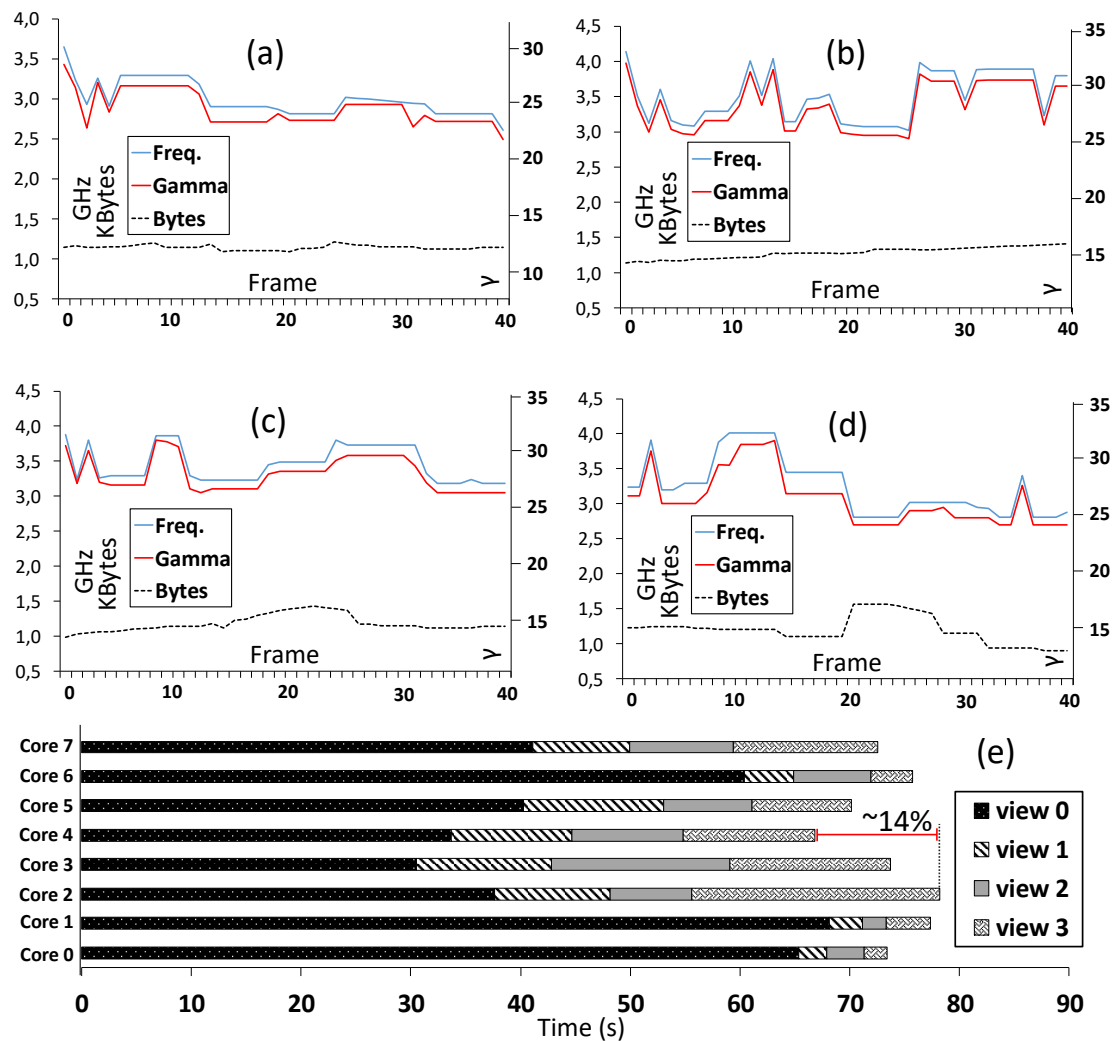 (a)
4,0
3,5
3,0
2,5
2,0
1,5
1,0
0,5
30
25
20
15
10
GHz
KBytes
Freq.
Gamma
Bytes
Frame
γ
0 10 20 30 40
(b)
4,5
4,0
3,5
3,0
2,5
2,0
1,5
1,0
0,5
35
30
25
20
15
GHz
KBytes
Freq.
Gamma
Bytes
Frame
γ
0 10 20 30 40
(c)
4,5
4,0
3,5
3,0
2,5
2,0
1,5
1,0
0,5
35
30
25
20
15
GHz
KBytes
Freq.
Gamma
Bytes
Frame
γ
0 10 20 30 40
(d)
4,5
4,0
3,5
3,0
2,5
2,0
1,5
1,0
0,5
35
30
25
20
15
GHz
KBytes
Freq.
Gamma
Bytes
Frame
γ
0 10 20 30 40
(e)
Core 7
Core 6
Core 5
Core 4
Core 3
Core 2
Core 1
Core 0
~14%
view 0
view 1
view 2
view 3
0 10 20 30 40 50 60 70 80 90
Time (s)